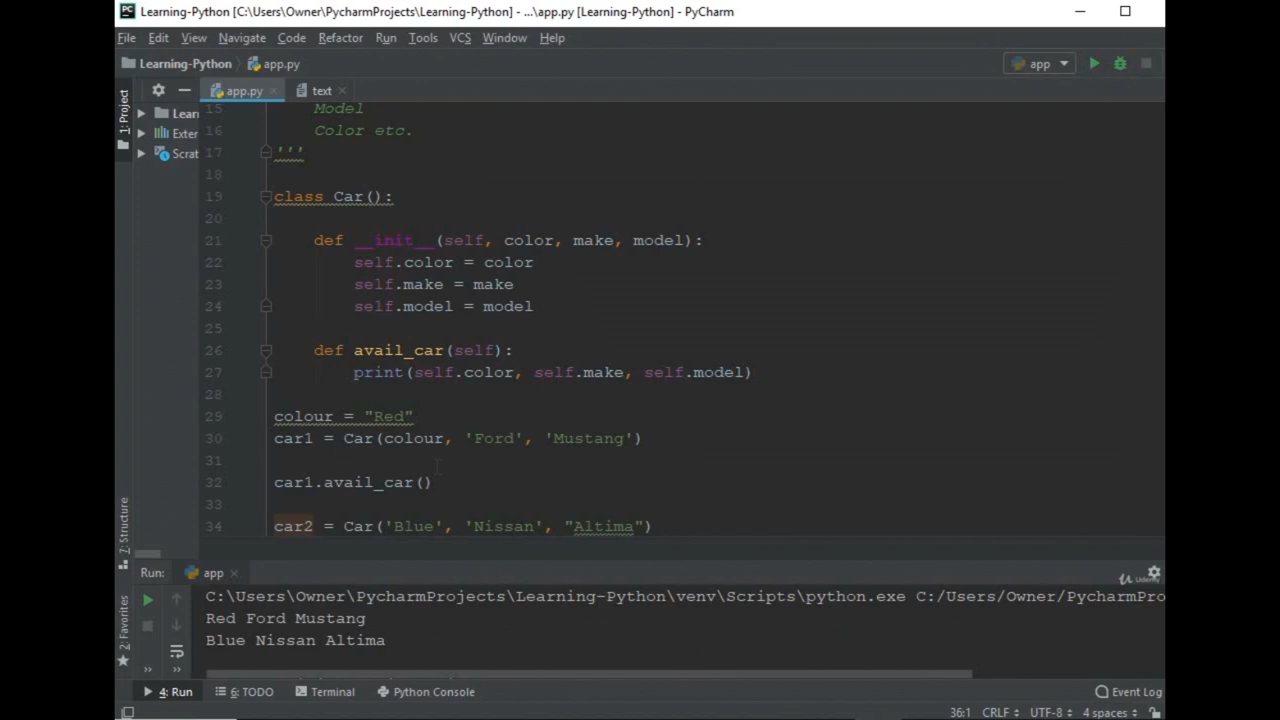 Learning-Python [C:\Users\Owner\PycharmProjects\Learning-Python] - ...\app.py [Learning-Python] - PyCharm
File Edit View Navigate Code Refactor Run Tools VCS Window Help
Learning-Python app.py app
1: Project
app.py text
Learn
Exter
Scrat
15 Model
16 Color etc.
17 '''
18
19 class Car():
20
21 def __init__(self, color, make, model):
22 self.color = color
23 self.make = make
24 self.model = model
25
26 def avail_car(self):
27 print(self.color, self.make, self.model)
28
29 colour = "Red"
30 car1 = Car(colour, 'Ford', 'Mustang')
31
32 car1.avail_car()
33
34 car2 = Car('Blue', 'Nissan', "Altima")
7: Structure
2: Favorites
Run: app
Udemy
C:\Users\Owner\PycharmProjects\Learning-Python\venv\Scripts\python.exe C:/Users/Owner/PycharmPro
Red Ford Mustang
Blue Nissan Altima
4: Run 6: TODO Terminal Python Console Event Log
36:1 CRLF UTF-8 4 spaces